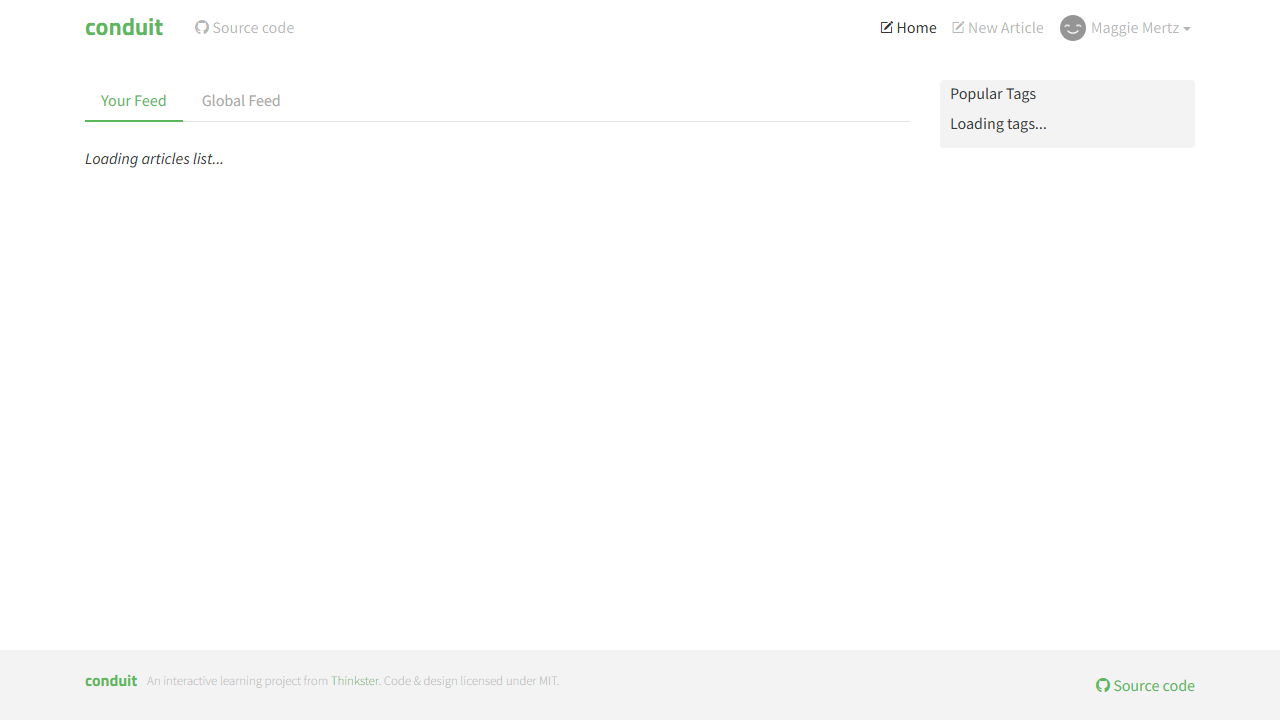 conduit Source code Home New Article Maggie Mertz
Your Feed Global Feed
Loading articles list...
Popular Tags
Loading tags...
conduit An interactive learning project from Thinkster. Code & design licensed under MIT.
Source code